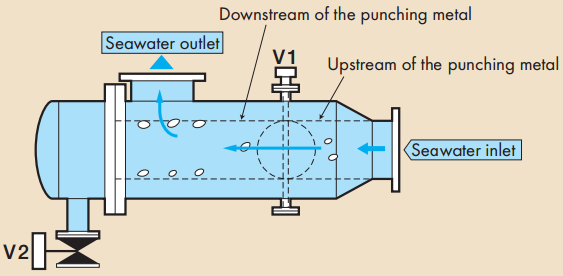 Downstream of the punching metal
Seawater outlet
V1
Upstream of the punching metal
Seawater inlet
V2